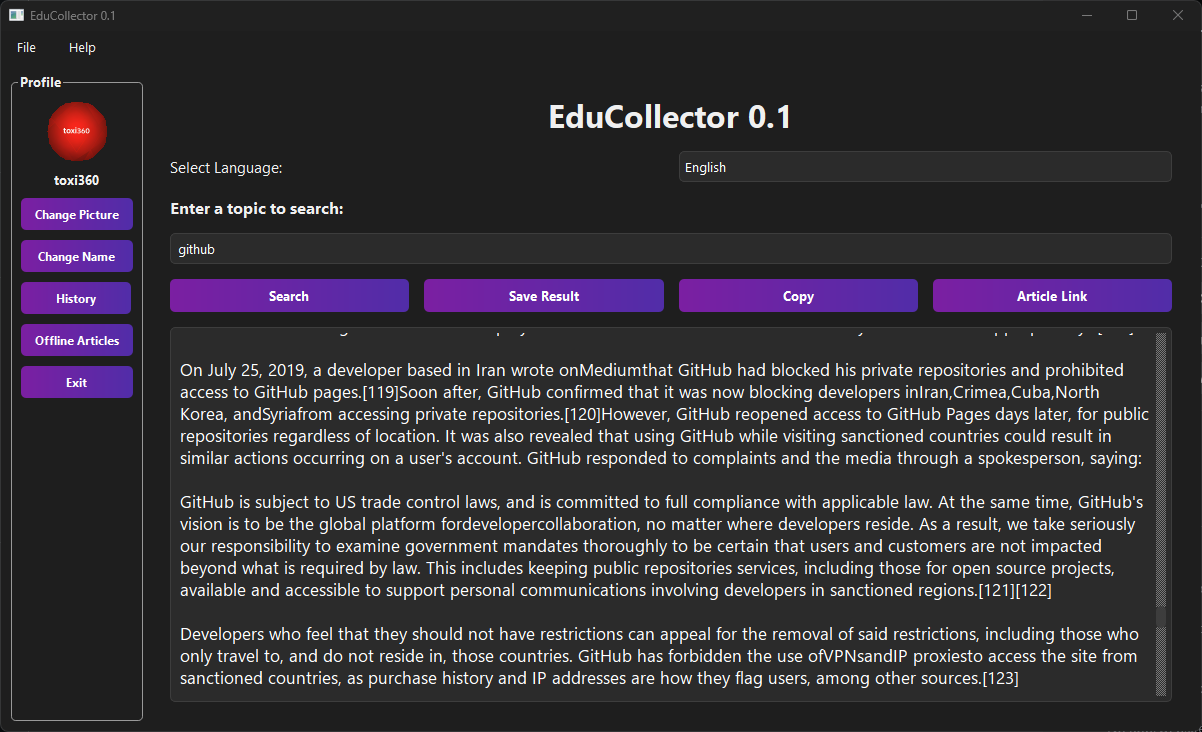 EduCollector 0.1
File Help
Profile
toxi360
toxi360
Change Picture
Change Name
History
Offline Articles
Exit
EduCollector 0.1
Select Language:
English
Enter a topic to search:
github
Search
Save Result
Copy
Article Link
On July 25, 2019, a developer based in Iran wrote onMediumthat GitHub had blocked his private repositories and prohibited
access to GitHub pages.[119]Soon after, GitHub confirmed that it was now blocking developers inIran,Crimea,Cuba,North
Korea, andSyriafrom accessing private repositories.[120]However, GitHub reopened access to GitHub Pages days later, for public
repositories regardless of location. It was also revealed that using GitHub while visiting sanctioned countries could result in
similar actions occurring on a user's account. GitHub responded to complaints and the media through a spokesperson, saying:
GitHub is subject to US trade control laws, and is committed to full compliance with applicable law. At the same time, GitHub's
vision is to be the global platform fordevelopercollaboration, no matter where developers reside. As a result, we take seriously
our responsibility to examine government mandates thoroughly to be certain that users and customers are not impacted
beyond what is required by law. This includes keeping public repositories services, including those for open source projects,
available and accessible to support personal communications involving developers in sanctioned regions.[121][122]
Developers who feel that they should not have restrictions can appeal for the removal of said restrictions, including those who
only travel to, and do not reside in, those countries. GitHub has forbidden the use ofVPNsandIP proxiesto access the site from
sanctioned countries, as purchase history and IP addresses are how they flag users, among other sources.[123]